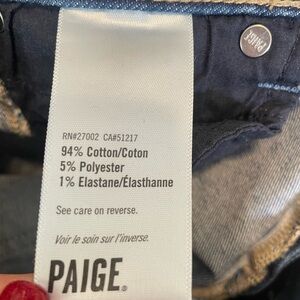 RN#27002 CA#51217
94% Cotton/Coton
5% Polyester
1% Elastane/Élasthanne
See care on reverse.
Voir le soin sur l'inverse.
PAIGE®
PAIGE